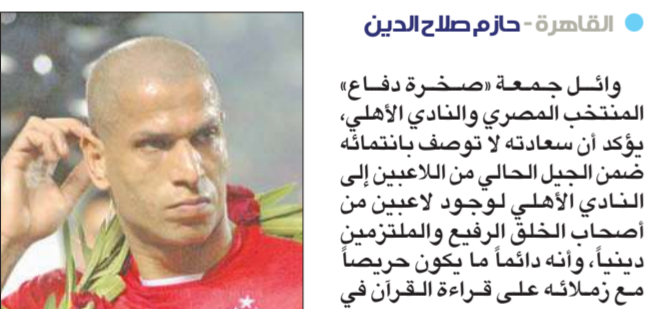 القاهرة - حازم صلاح الدين
وائـل جـمـعـة «صـخـرة دفـاع»
المنتخب المصري والنادي الأهلي،
يؤكد أن سعادته لا توصف بانتمائه
ضمن الجيل الحالي من اللاعبين إلى
النادي الأهلي لوجود لاعبين من
أصحاب الخلق الرفيع والملتزمين
دينياً، وأنه دائماً ما يكون حريصاً
مع زملائه على قراءة القرآن في